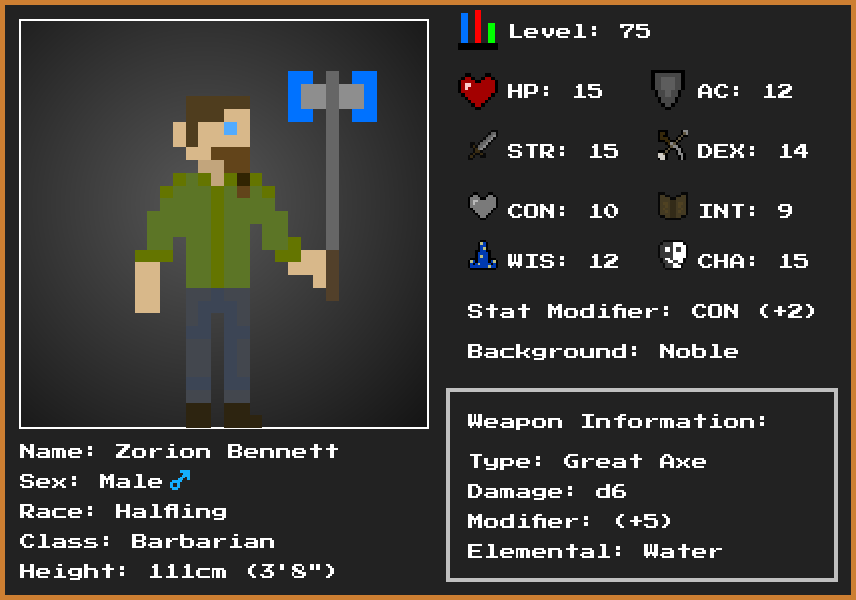 Level: 75
HP: 15 AC: 12
STR: 15 DEX: 14
CON: 10 INT: 9
WIS: 12 CHA: 15
Stat Modifier: CON (+2)
Background: Noble
Weapon Information:
Type: Great Axe
Damage: d6
Modifier: (+5)
Elemental: Water
Name: Zorion Bennett
Sex: Male ♂
Race: Halfling
Class: Barbarian
Height: 111cm (3'8")